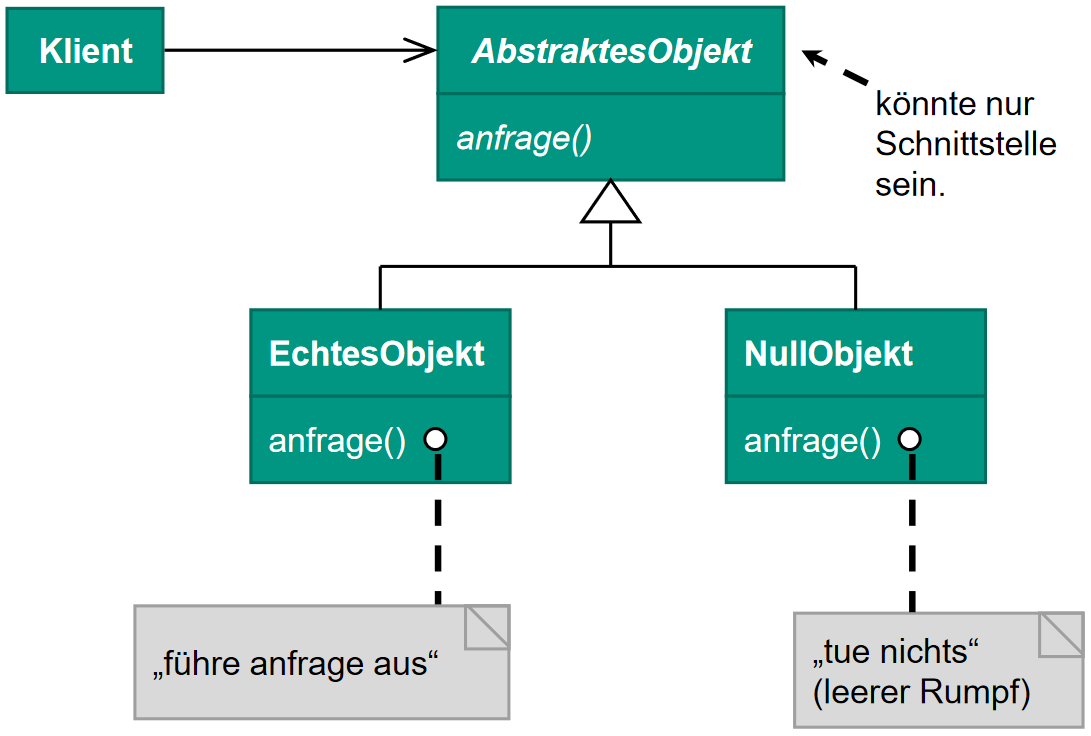 Klient
AbstraktesObjekt
anfrage()
könnte nur
Schnittstelle
sein.
EchtesObjekt
anfrage()
NullObjekt
anfrage()
„führe anfrage aus“
„tue nichts“
(leerer Rumpf)